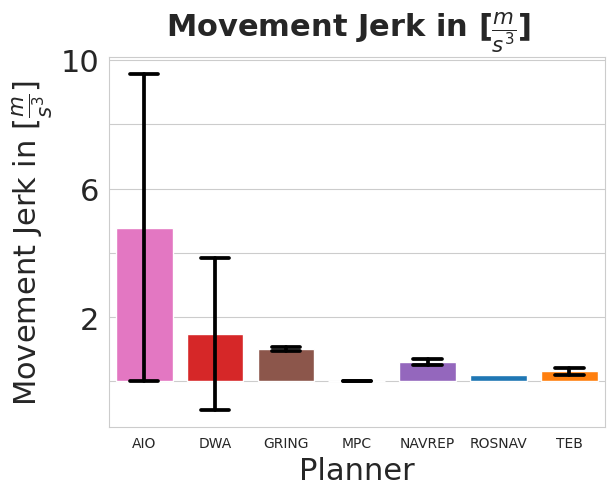 Movement Jerk in [m/s³]
Movement Jerk in [m/s³]
10
6
2
AIO DWA GRING MPC NAVREP ROSNAV TEB
Planner